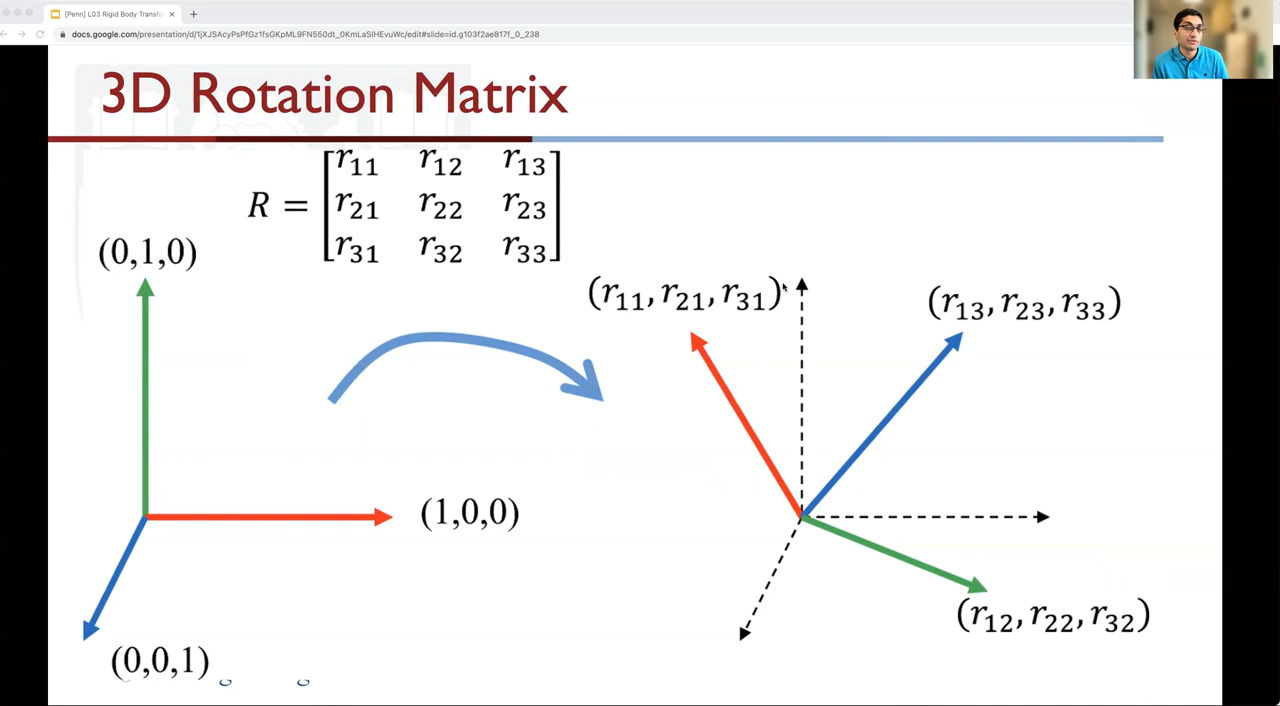 [Penn] L03 Rigid Body Transfo
docs.google.com/presentation/d/1jXJSAcyPsPfGz1fsGKpML9FN550dt_0KmLaSIHEvuWc/edit#slide=id.g103f2ae817f_0_238
3D Rotation Matrix
R = [r₁₁ r₁₂ r₁₃
r₂₁ r₂₂ r₂₃
r₃₁ r₃₂ r₃₃]
(0,1,0)
(r₁₁, r₂₁, r₃₁)
(r₁₃, r₂₃, r₃₃)
(1,0,0)
(r₁₂, r₂₂, r₃₂)
(0,0,1)